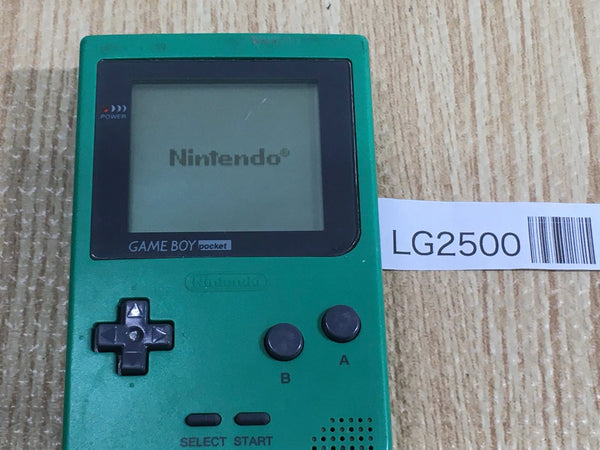 POWER
Nintendo®
GAME BOY pocket
Nintendo
LG2500
A
B
SELECT START